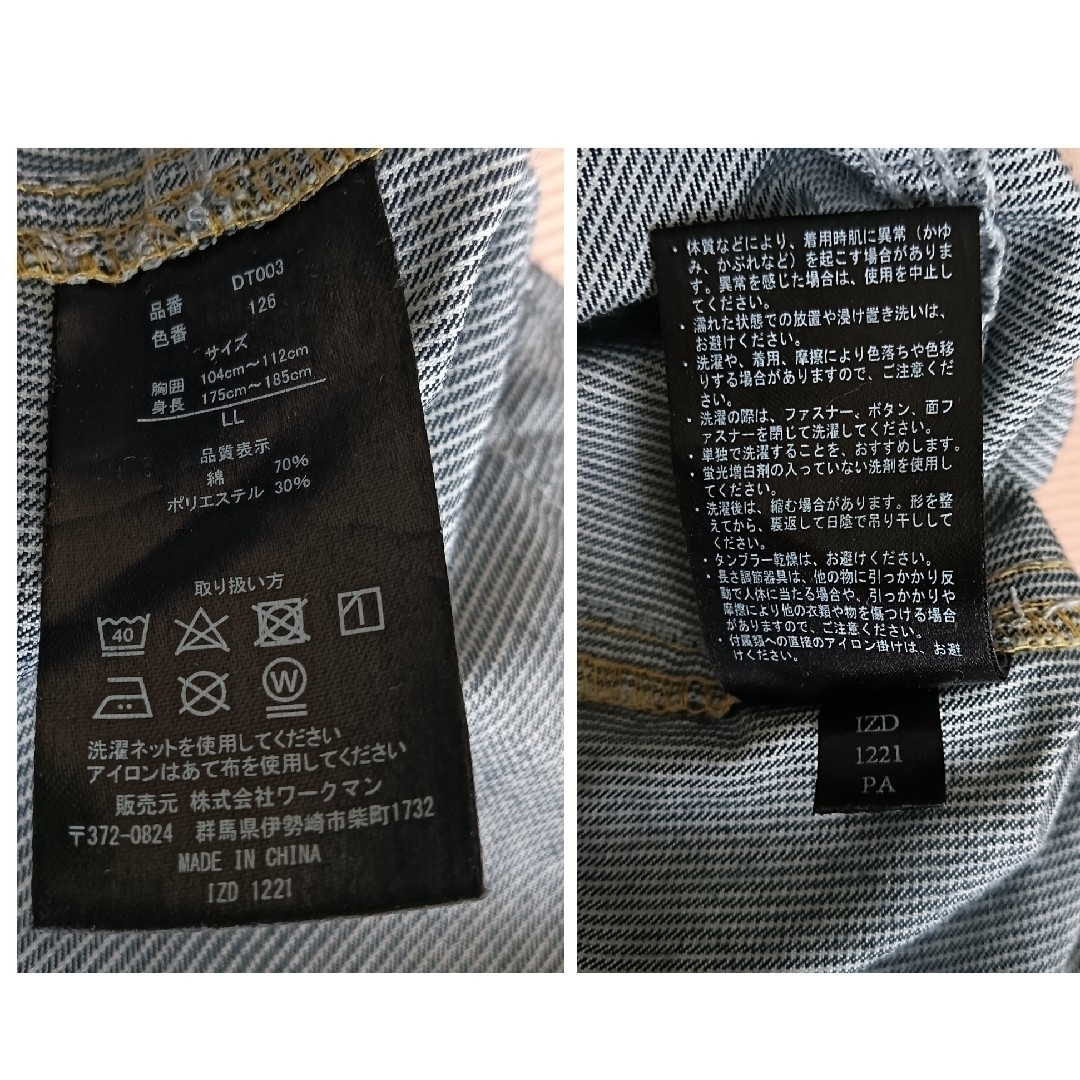 品番 DT003
色番 126
サイズ
胸囲 104cm～112cm
身長 175cm～185cm
LL
品質表示
綿 70%
ポリエステル 30%
取り扱い方
40
W
洗濯ネットを使用してください
アイロンはあて布を使用してください
販売元 株式会社ワークマン
〒372-0824 群馬県伊勢崎市柴町1732
MADE IN CHINA
IZD 1221
・体質などにより、着用時肌に異常（かゆ
み、かぶれなど）を起こす場合がありま
す。異常を感じた場合は、使用を中止し
てください。
・濡れた状態での放置や浸け置き洗いは、
お避けください。
・洗濯や、着用、摩擦により色落ちや色移
りする場合がありますので、ご注意くだ
さい。
・洗濯の際は、ファスナー、ボタン、面フ
ァスナーを閉じて洗濯してください。
・単独で洗濯することを、おすすめします。
・蛍光増白剤の入っていない洗剤を使用し
てください。
・洗濯後は、縮む場合があります。形を整
えてから、裏返して日陰で吊り干しして
ください。
・タンブラー乾燥は、お避けください。
・長さ調節器具は、他の物に引っかかり反
動で人体に当たる場合や、引っかかりや
摩擦により他の衣類や物を傷つける場合
がありますので、ご注意ください。
・付属類への直接のアイロン掛けは、お避
けください。
IZD
1221
PA